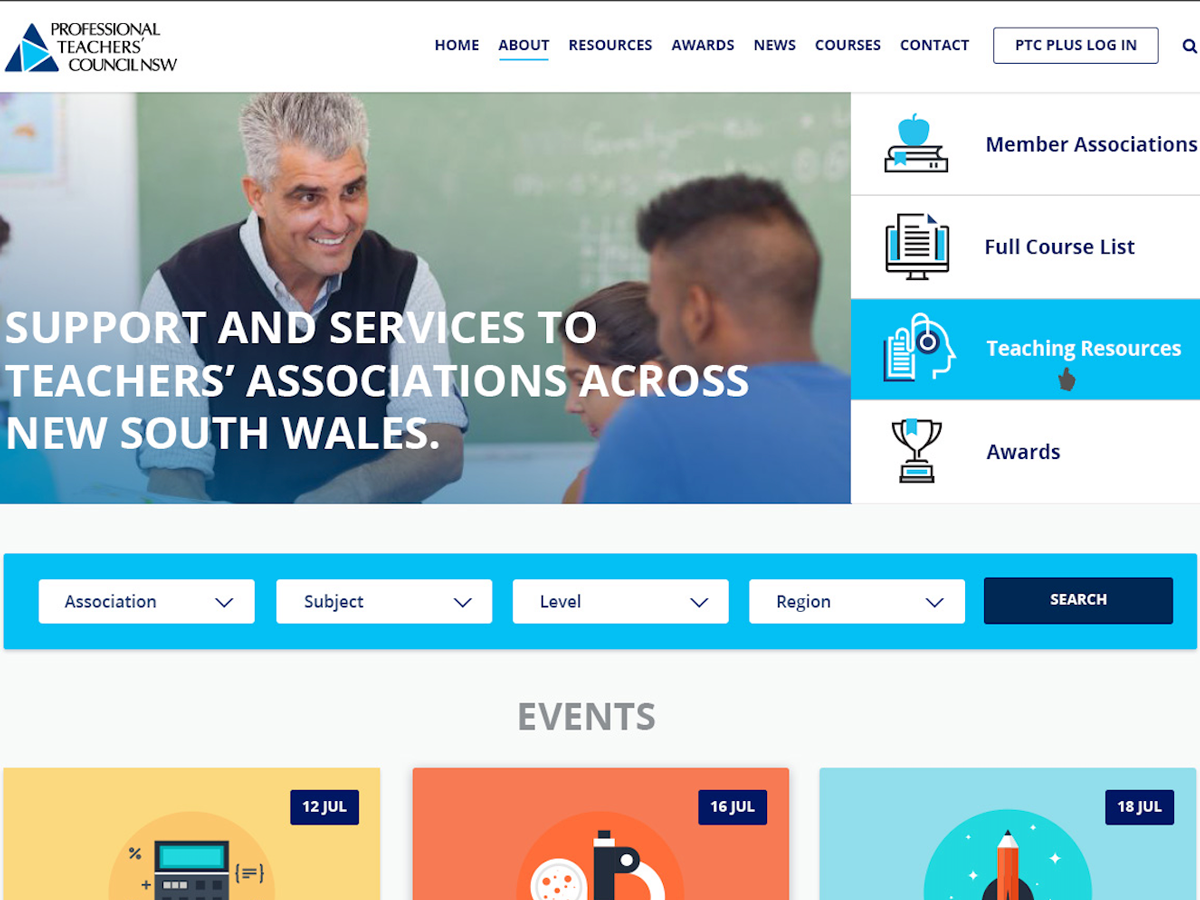 PROFESSIONAL
TEACHERS'
COUNCIL NSW
HOME ABOUT RESOURCES AWARDS NEWS COURSES CONTACT PTC PLUS LOG IN
Member Associations
Full Course List
Teaching Resources
Awards
SUPPORT AND SERVICES TO
TEACHERS’ ASSOCIATIONS ACROSS
NEW SOUTH WALES.
Association Subject Level Region SEARCH
EVENTS
12 JUL 16 JUL 18 JUL
%
+ {=}